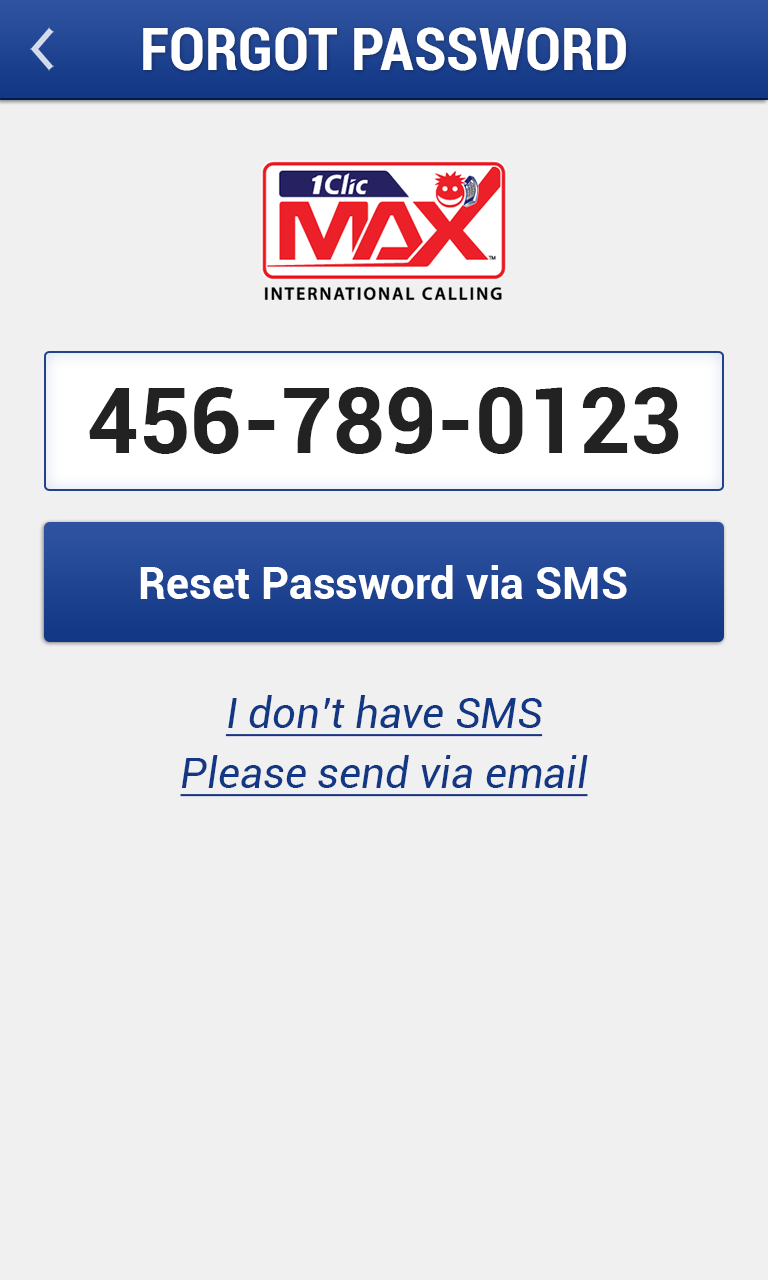 FORGOT PASSWORD
1Clic
MAX™
INTERNATIONAL CALLING
456-789-0123
Reset Password via SMS
I don't have SMS
Please send via email